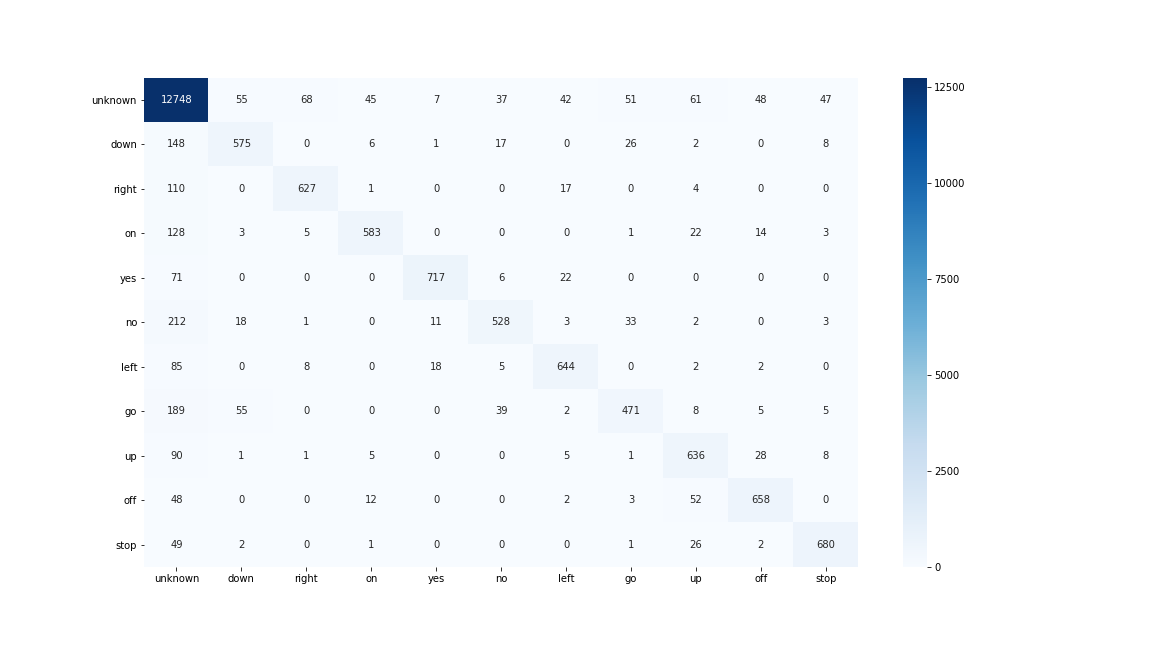 unknown 12748 55 68 45 7 37 42 51 61 48 47
down 148 575 0 6 1 17 0 26 2 0 8
right 110 0 627 1 0 0 17 0 4 0 0
on 128 3 5 583 0 0 0 1 22 14 3
yes 71 0 0 0 717 6 22 0 0 0 0
no 212 18 1 0 11 528 3 33 2 0 3
left 85 0 8 0 18 5 644 0 2 2 0
go 189 55 0 0 0 39 2 471 8 5 5
up 90 1 1 5 0 0 5 1 636 28 8
off 48 0 0 12 0 0 2 3 52 658 0
stop 49 2 0 1 0 0 0 1 26 2 680
unknown down right on yes no left go up off stop
12500
10000
7500
5000
2500
0